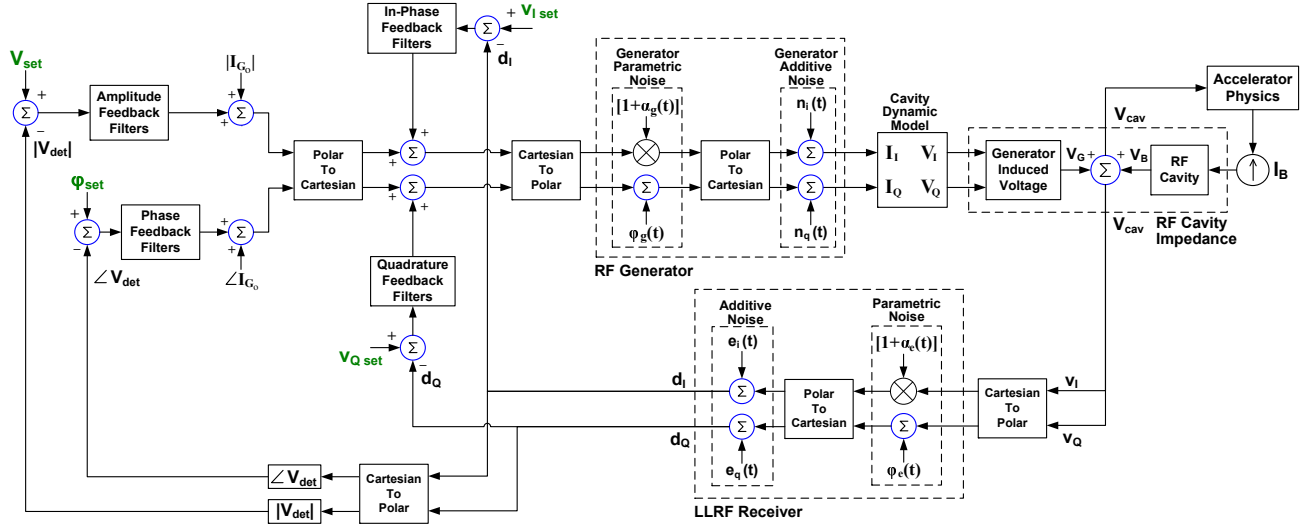 In-Phase
Feedback
Filters
Σ
+
−
v_I set
d_I
V_set
+
Σ
−
|V_det|
Amplitude
Feedback
Filters
|I_G₀|
+
Σ
+
φ_set
+
Σ
−
∠V_det
Phase
Feedback
Filters
+
Σ
+
∠I_G₀
Polar
To
Cartesian
+
+
Σ
+
Σ
+
Quadrature
Feedback
Filters
+
Σ
−
v_Q set
d_Q
Cartesian
To
Polar
Generator
Parametric
Noise
[1+α_g(t)]
Σ
φ_g(t)
Polar
To
Cartesian
Generator
Additive
Noise
n_i(t)
Σ
Σ
n_q(t)
RF Generator
Cavity
Dynamic
Model
I_I V_I
I_Q V_Q
Generator
Induced
Voltage
V_G
+
Σ
+
V_B
RF
Cavity
V_cav
V_cav
Accelerator
Physics
↑
I_B
RF Cavity
Impedance
Additive
Noise
e_i(t)
Σ
Σ
e_q(t)
d_I
d_Q
Polar
To
Cartesian
Parametric
Noise
[1+α_e(t)]
Σ
φ_e(t)
Cartesian
To
Polar
v_I
v_Q
LLRF Receiver
∠V_det
|V_det|
Cartesian
To
Polar